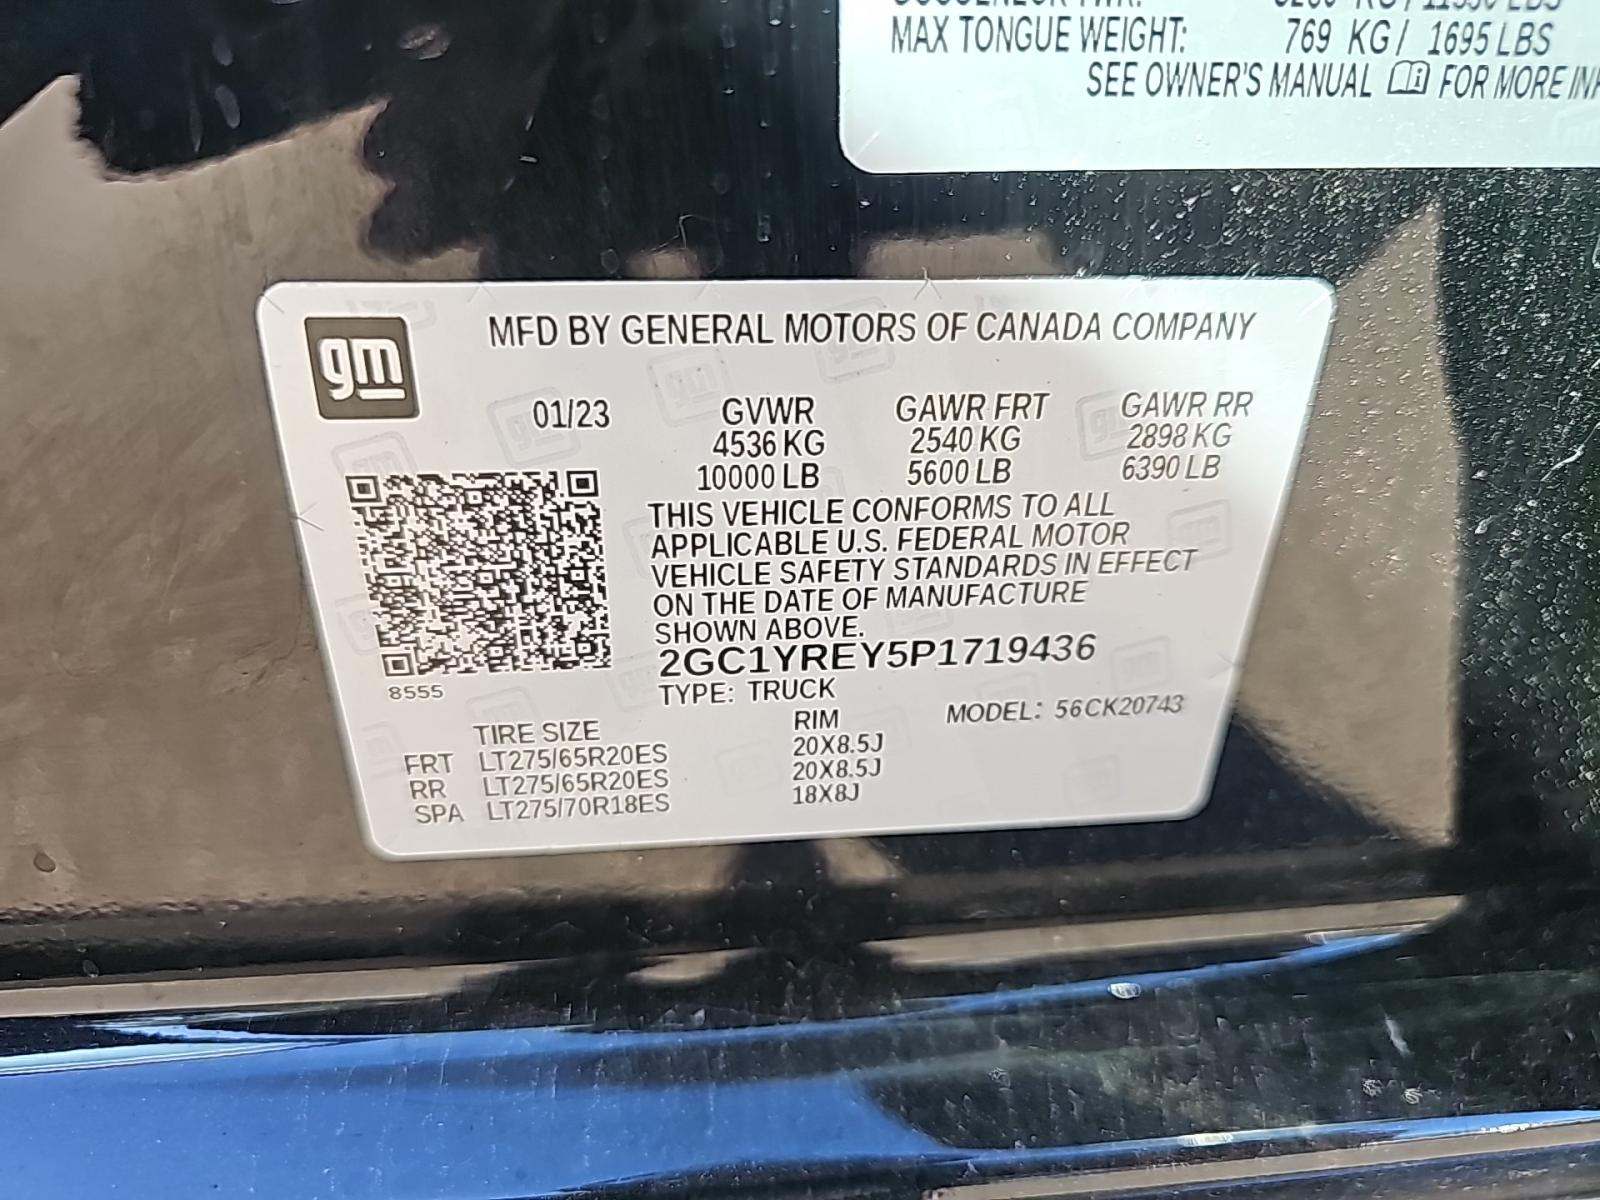 MAX TONGUE WEIGHT: 769 KG / 1695 LBS
SEE OWNER'S MANUAL FOR MORE
gm
MFD BY GENERAL MOTORS OF CANADA COMPANY
01/23 GVWR GAWR FRT GAWR RR
4536 KG 2540 KG 2898 KG
10000 LB 5600 LB 6390 LB
THIS VEHICLE CONFORMS TO ALL
APPLICABLE U.S. FEDERAL MOTOR
VEHICLE SAFETY STANDARDS IN EFFECT
ON THE DATE OF MANUFACTURE
SHOWN ABOVE.
2GC1YREY5P1719436
8555
TYPE: TRUCK
MODEL: 56CK20743
TIRE SIZE RIM
FRT LT275/65R20ES 20X8.5J
RR LT275/65R20ES 20X8.5J
SPA LT275/70R18ES 18X8J